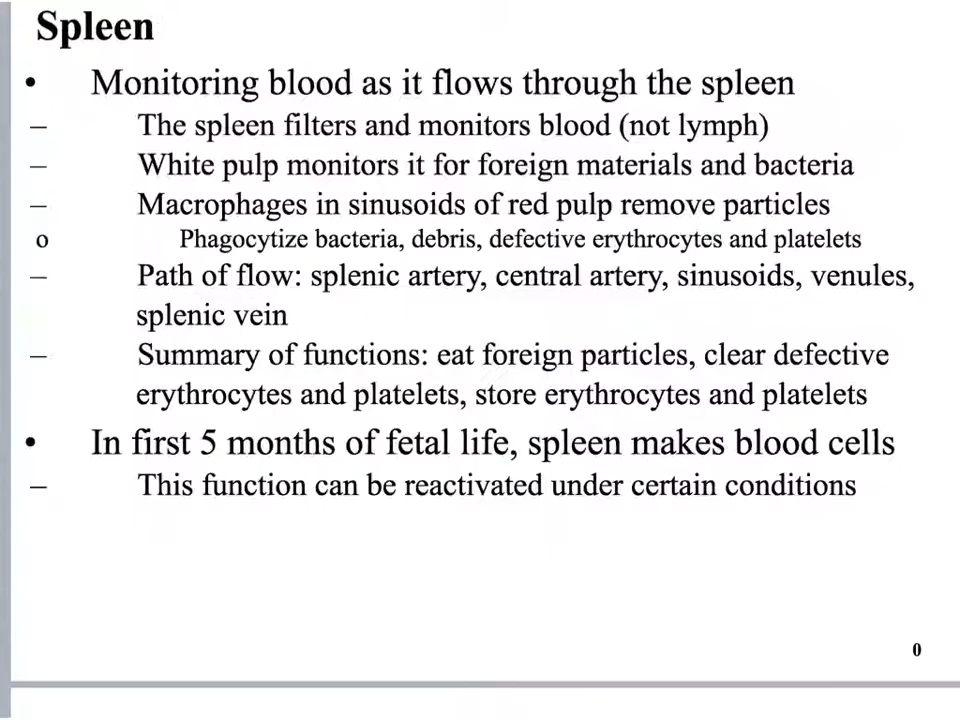 Spleen
• Monitoring blood as it flows through the spleen
– The spleen filters and monitors blood (not lymph)
– White pulp monitors it for foreign materials and bacteria
– Macrophages in sinusoids of red pulp remove particles
o Phagocytize bacteria, debris, defective erythrocytes and platelets
– Path of flow: splenic artery, central artery, sinusoids, venules,
splenic vein
– Summary of functions: eat foreign particles, clear defective
erythrocytes and platelets, store erythrocytes and platelets
• In first 5 months of fetal life, spleen makes blood cells
– This function can be reactivated under certain conditions
0